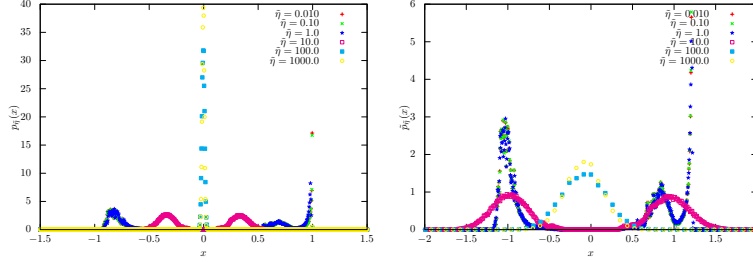 40
35
30
25
20
15
10
5
0
−1.5 −1 −0.5 0 0.5 1 1.5
p_η̃(x)
x
η̃ = 0.010
η̃ = 0.10
η̃ = 1.0
η̃ = 10.0
η̃ = 100.0
η̃ = 1000.0
6
5
4
3
2
1
0
−2 −1.5 −1 −0.5 0 0.5 1 1.5 2
p̃_η̃(x)
x
η̃ = 0.010
η̃ = 0.10
η̃ = 1.0
η̃ = 10.0
η̃ = 100.0
η̃ = 1000.0